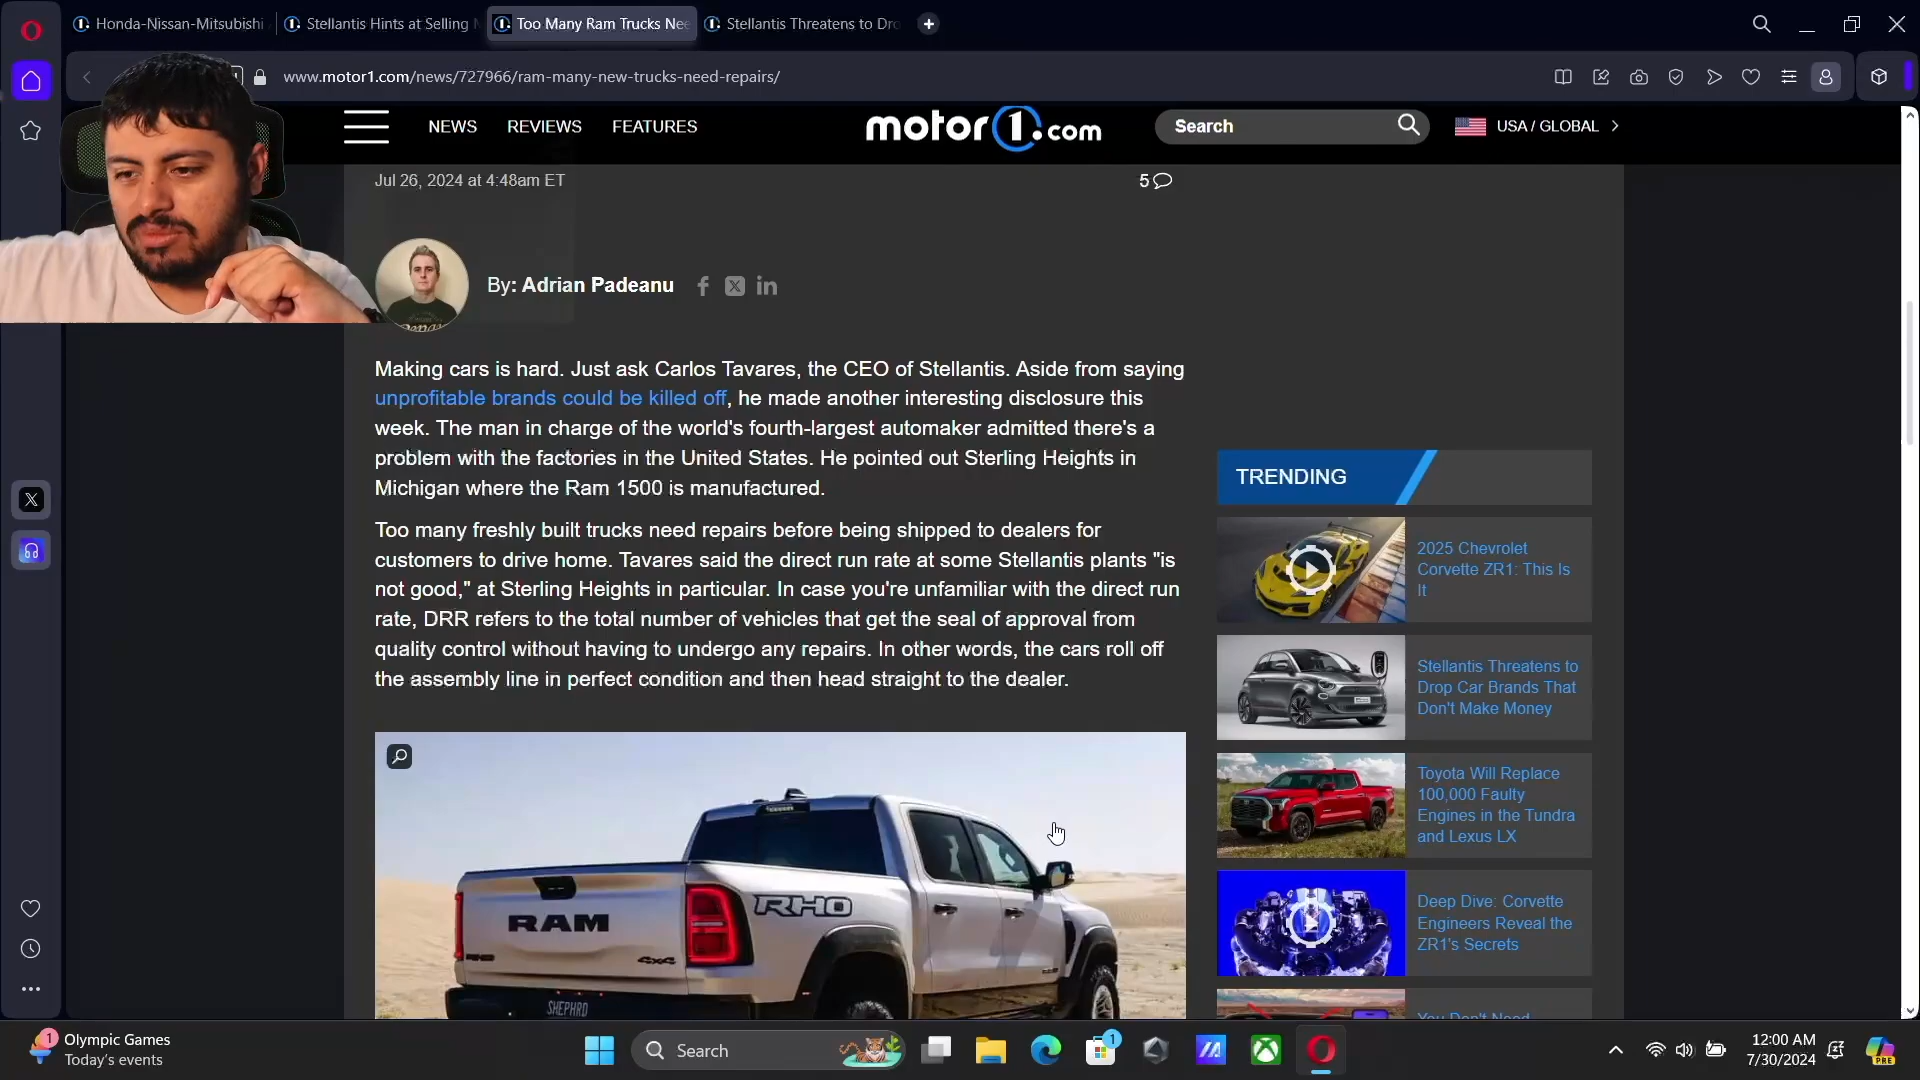 Honda-Nissan-Mitsubishi
Stellantis Hints at Selling
Too Many Ram Trucks Nee
Stellantis Threatens to Dro
www.motor1.com/news/727966/ram-many-new-trucks-need-repairs/
NEWS
REVIEWS
FEATURES
motor1.com
Search
USA / GLOBAL
Jul 26, 2024 at 4:48am ET
5
By: Adrian Padeanu
Making cars is hard. Just ask Carlos Tavares, the CEO of Stellantis. Aside from saying
unprofitable brands could be killed off, he made another interesting disclosure this
week. The man in charge of the world's fourth-largest automaker admitted there's a
problem with the factories in the United States. He pointed out Sterling Heights in
Michigan where the Ram 1500 is manufactured.
Too many freshly built trucks need repairs before being shipped to dealers for
customers to drive home. Tavares said the direct run rate at some Stellantis plants "is
not good," at Sterling Heights in particular. In case you're unfamiliar with the direct run
rate, DRR refers to the total number of vehicles that get the seal of approval from
quality control without having to undergo any repairs. In other words, the cars roll off
the assembly line in perfect condition and then head straight to the dealer.
RAM
RHO
4x4
SHEPHRD
TRENDING
2025 Chevrolet
Corvette ZR1: This Is
It
Stellantis Threatens to
Drop Car Brands That
Don't Make Money
Toyota Will Replace
100,000 Faulty
Engines in the Tundra
and Lexus LX
Deep Dive: Corvette
Engineers Reveal the
ZR1's Secrets
You Don't Need
1
Olympic Games
Today's events
Search
1
12:00 AM
7/30/2024
PRE